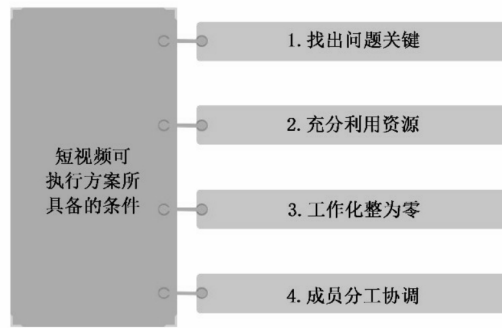 短视频可
执行方案所
具备的条件
1.找出问题关键
2.充分利用资源
3.工作化整为零
4.成员分工协调